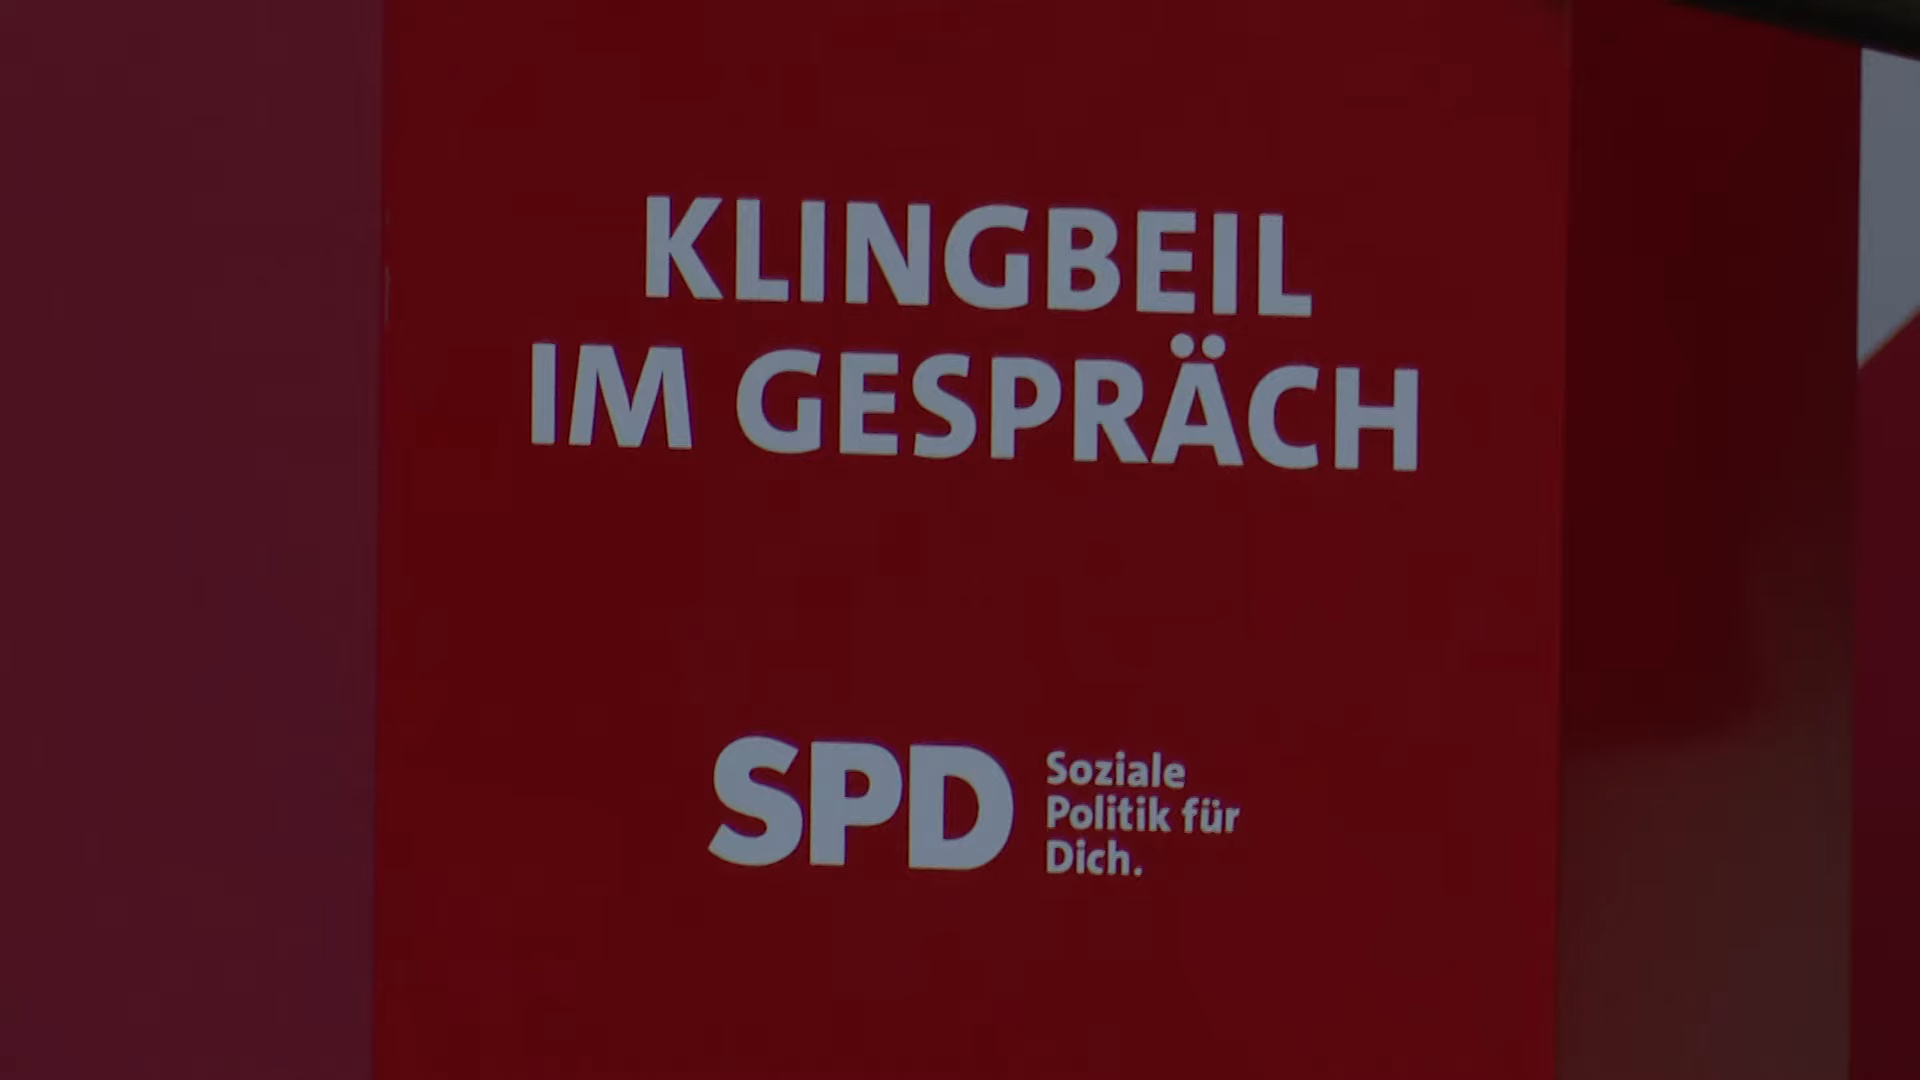 KLINGBEIL
IM GESPRÄCH
SPD
Soziale
Politik für
Dich.